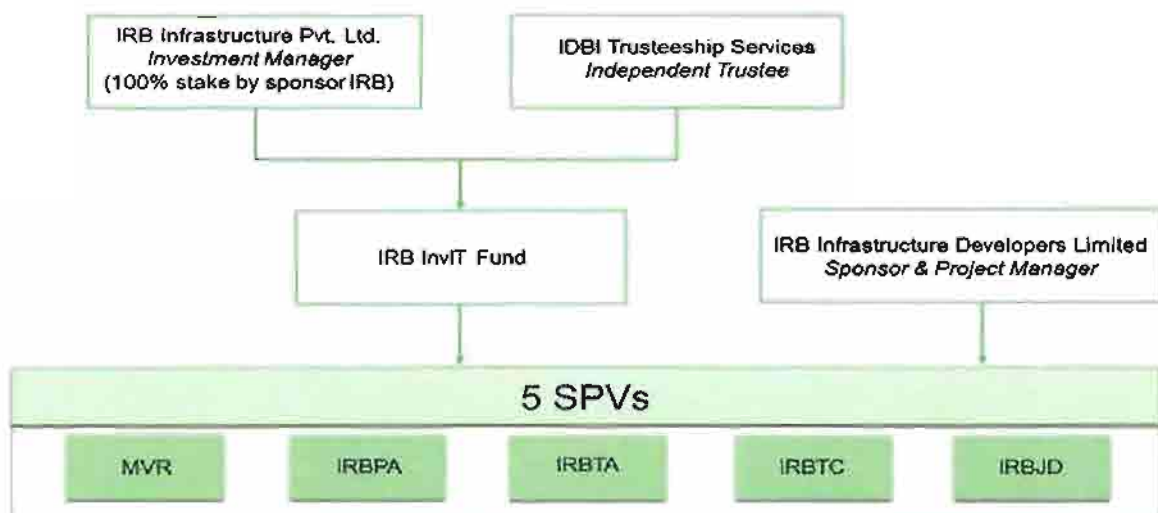 IRB Infrastructure Pvt. Ltd.
Investment Manager
(100% stake by sponsor IRB)
IDBI Trusteeship Services
Independent Trustee
IRB InvIT Fund
IRB Infrastructure Developers Limited
Sponsor & Project Manager
5 SPVs
MVR
IRBPA
IRBTA
IRBTC
IRBJD